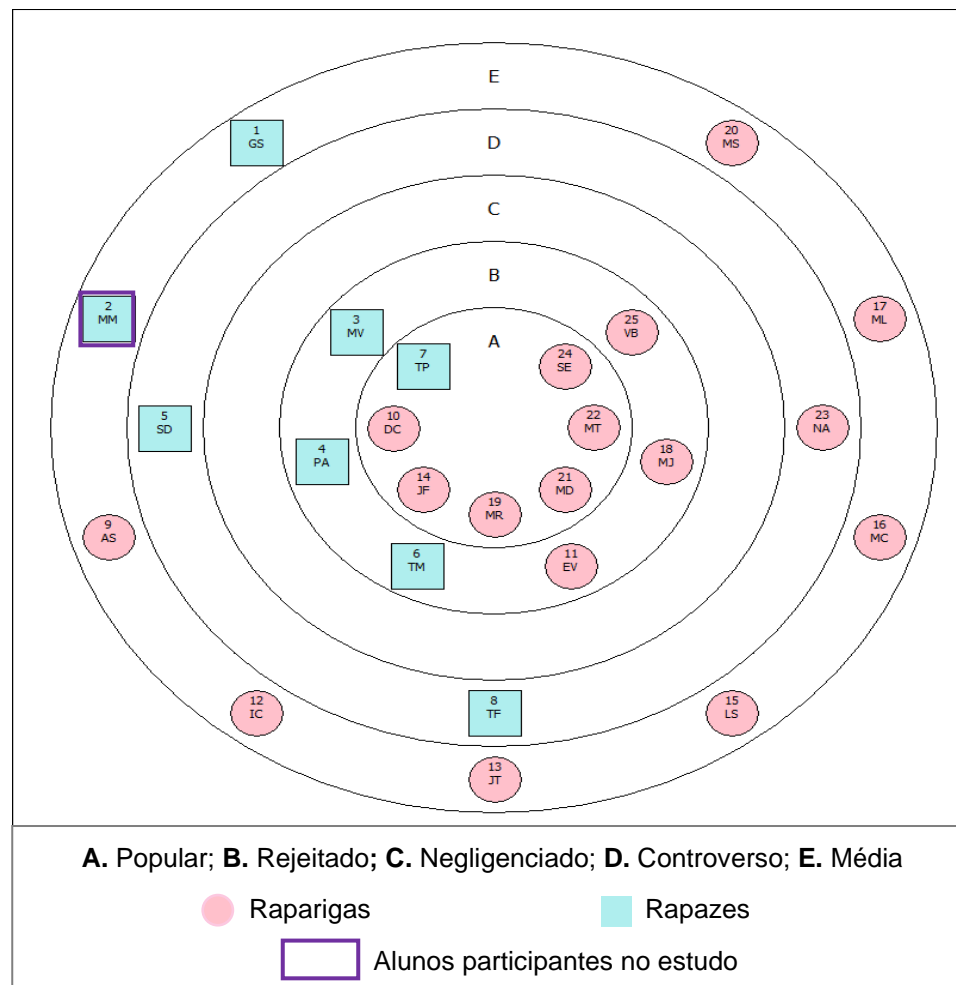 E
1
GS
20
MS
D
C
B
2
MM
17
ML
3
MV
25
VB
A
7
TP
24
SE
10
DC
22
MT
5
SD
23
NA
4
PA
18
MJ
14
JF
21
MD
19
MR
9
AS
16
MC
6
TM
11
EV
12
IC
8
TF
15
LS
13
JT
A. Popular; B. Rejeitado; C. Negligenciado; D. Controverso; E. Média
Raparigas Rapazes
Alunos participantes no estudo